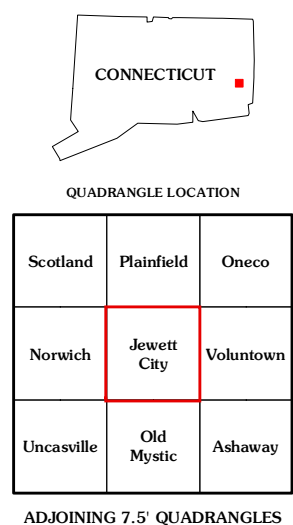 CONNECTICUT
QUADRANGLE LOCATION
Scotland Plainfield Oneco
Norwich Jewett City Voluntown
Uncasville Old Mystic Ashaway
ADJOINING 7.5' QUADRANGLES